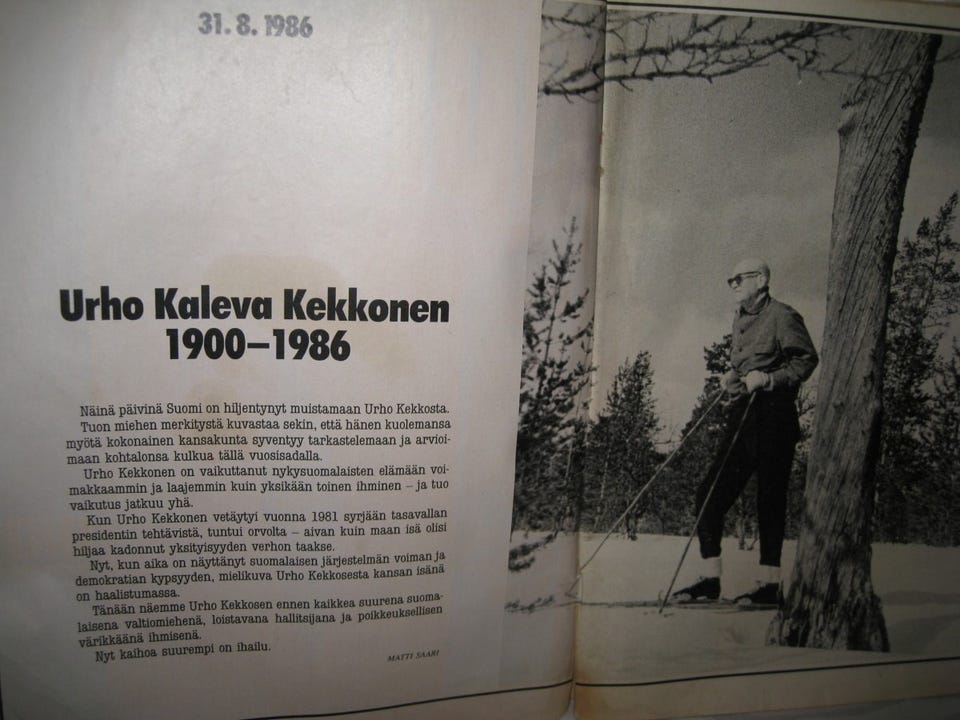 31. 8. 1986
Urho Kaleva Kekkonen
1900–1986
Näinä päivinä Suomi on hiljentynyt muistamaan Urho Kekkosta.
Tuon miehen merkitystä kuvastaa sekin, että hänen kuolemansa
myötä kokonainen kansakunta syventyy tarkastelemaan ja arvioi-
maan kohtalonsa kulkua tällä vuosisadalla.
Urho Kekkonen on vaikuttanut nykysuomalaisten elämään voi-
makkaammin ja laajemmin kuin yksikään toinen ihminen – ja tuo
vaikutus jatkuu yhä.
Kun Urho Kekkonen vetäytyi vuonna 1981 syrjään tasavallan
presidentin tehtävistä, tuntui orvolta – aivan kuin maan isä olisi
hiljaa kadonnut yksityisyyden verhon taakse.
Nyt, kun aika on näyttänyt suomalaisen järjestelmän voiman ja
demokratian kypsyyden, mielikuva Urho Kekkosesta kansan isänä
on haalistumassa.
Tänään näemme Urho Kekkosen ennen kaikkea suurena suoma-
laisena valtiomiehenä, loistavana hallitsijana ja poikkeuksellisen
värikkäänä ihmisenä.
Nyt kaihoa suurempi on ihailu.
MATTI SAARI